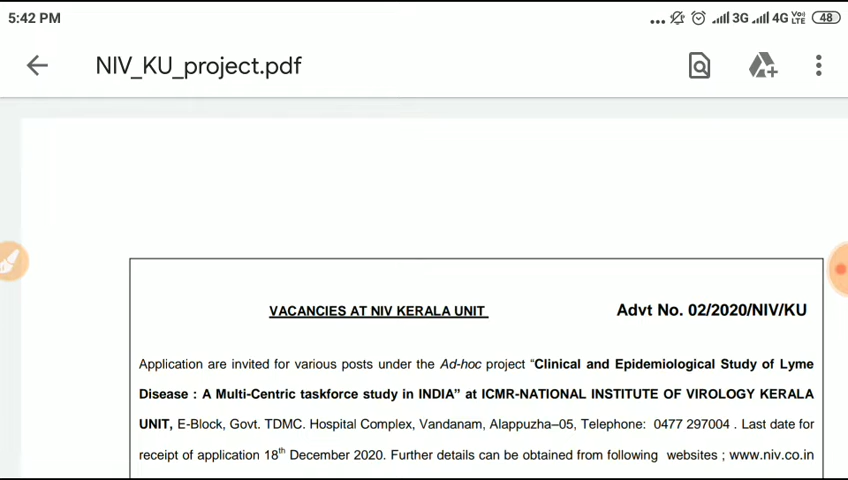 5:42 PM
... 3G 4G Vo) LTE 48
NIV_KU_project.pdf
VACANCIES AT NIV KERALA UNIT
Advt No. 02/2020/NIV/KU
Application are invited for various posts under the Ad-hoc project “Clinical and Epidemiological Study of Lyme
Disease : A Multi-Centric taskforce study in INDIA” at ICMR-NATIONAL INSTITUTE OF VIROLOGY KERALA
UNIT, E-Block, Govt. TDMC. Hospital Complex, Vandanam, Alappuzha–05, Telephone: 0477 297004 . Last date for
receipt of application 18th December 2020. Further details can be obtained from following websites ; www.niv.co.in